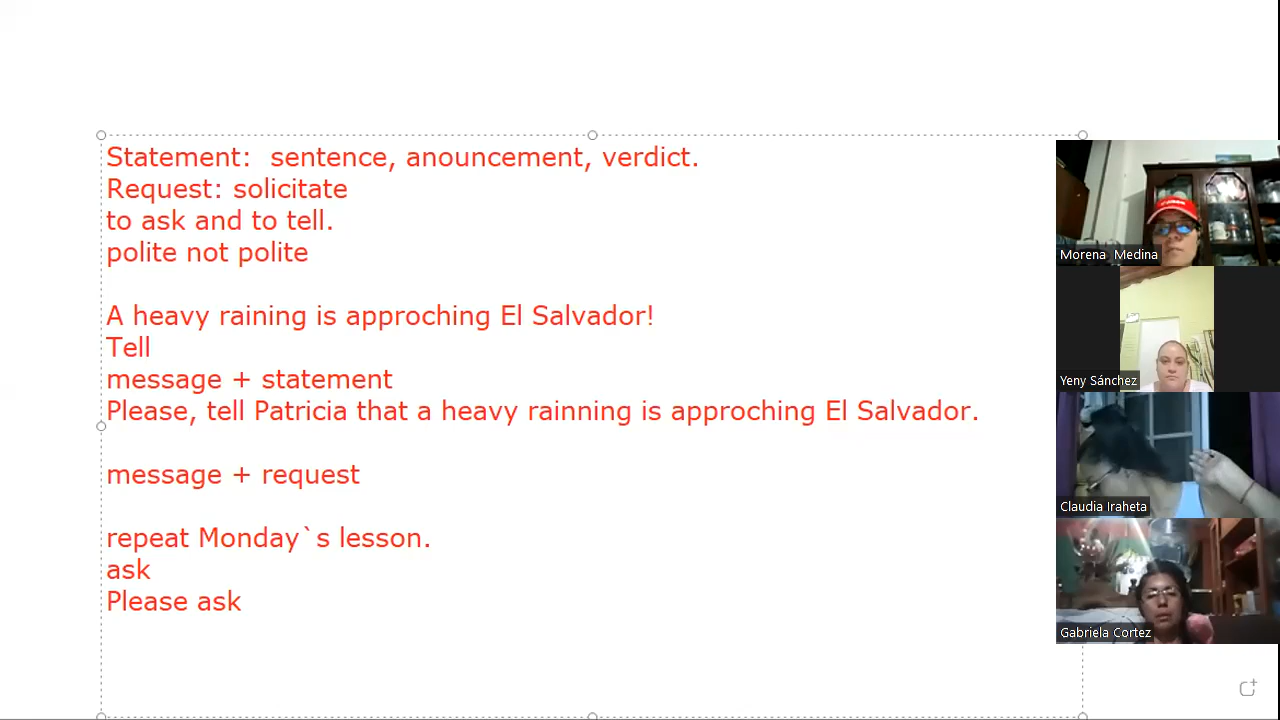 Statement:  sentence, anouncement, verdict.
Request: solicitate
to ask and to tell.
polite not polite
A heavy raining is approching El Salvador!
Tell
message + statement
Please, tell Patricia that a heavy rainning is approching El Salvador.
message + request
repeat Monday`s lesson.
ask
Please ask
Morena  Medina
Yeny Sánchez
Claudia Iraheta
Gabriela Cortez